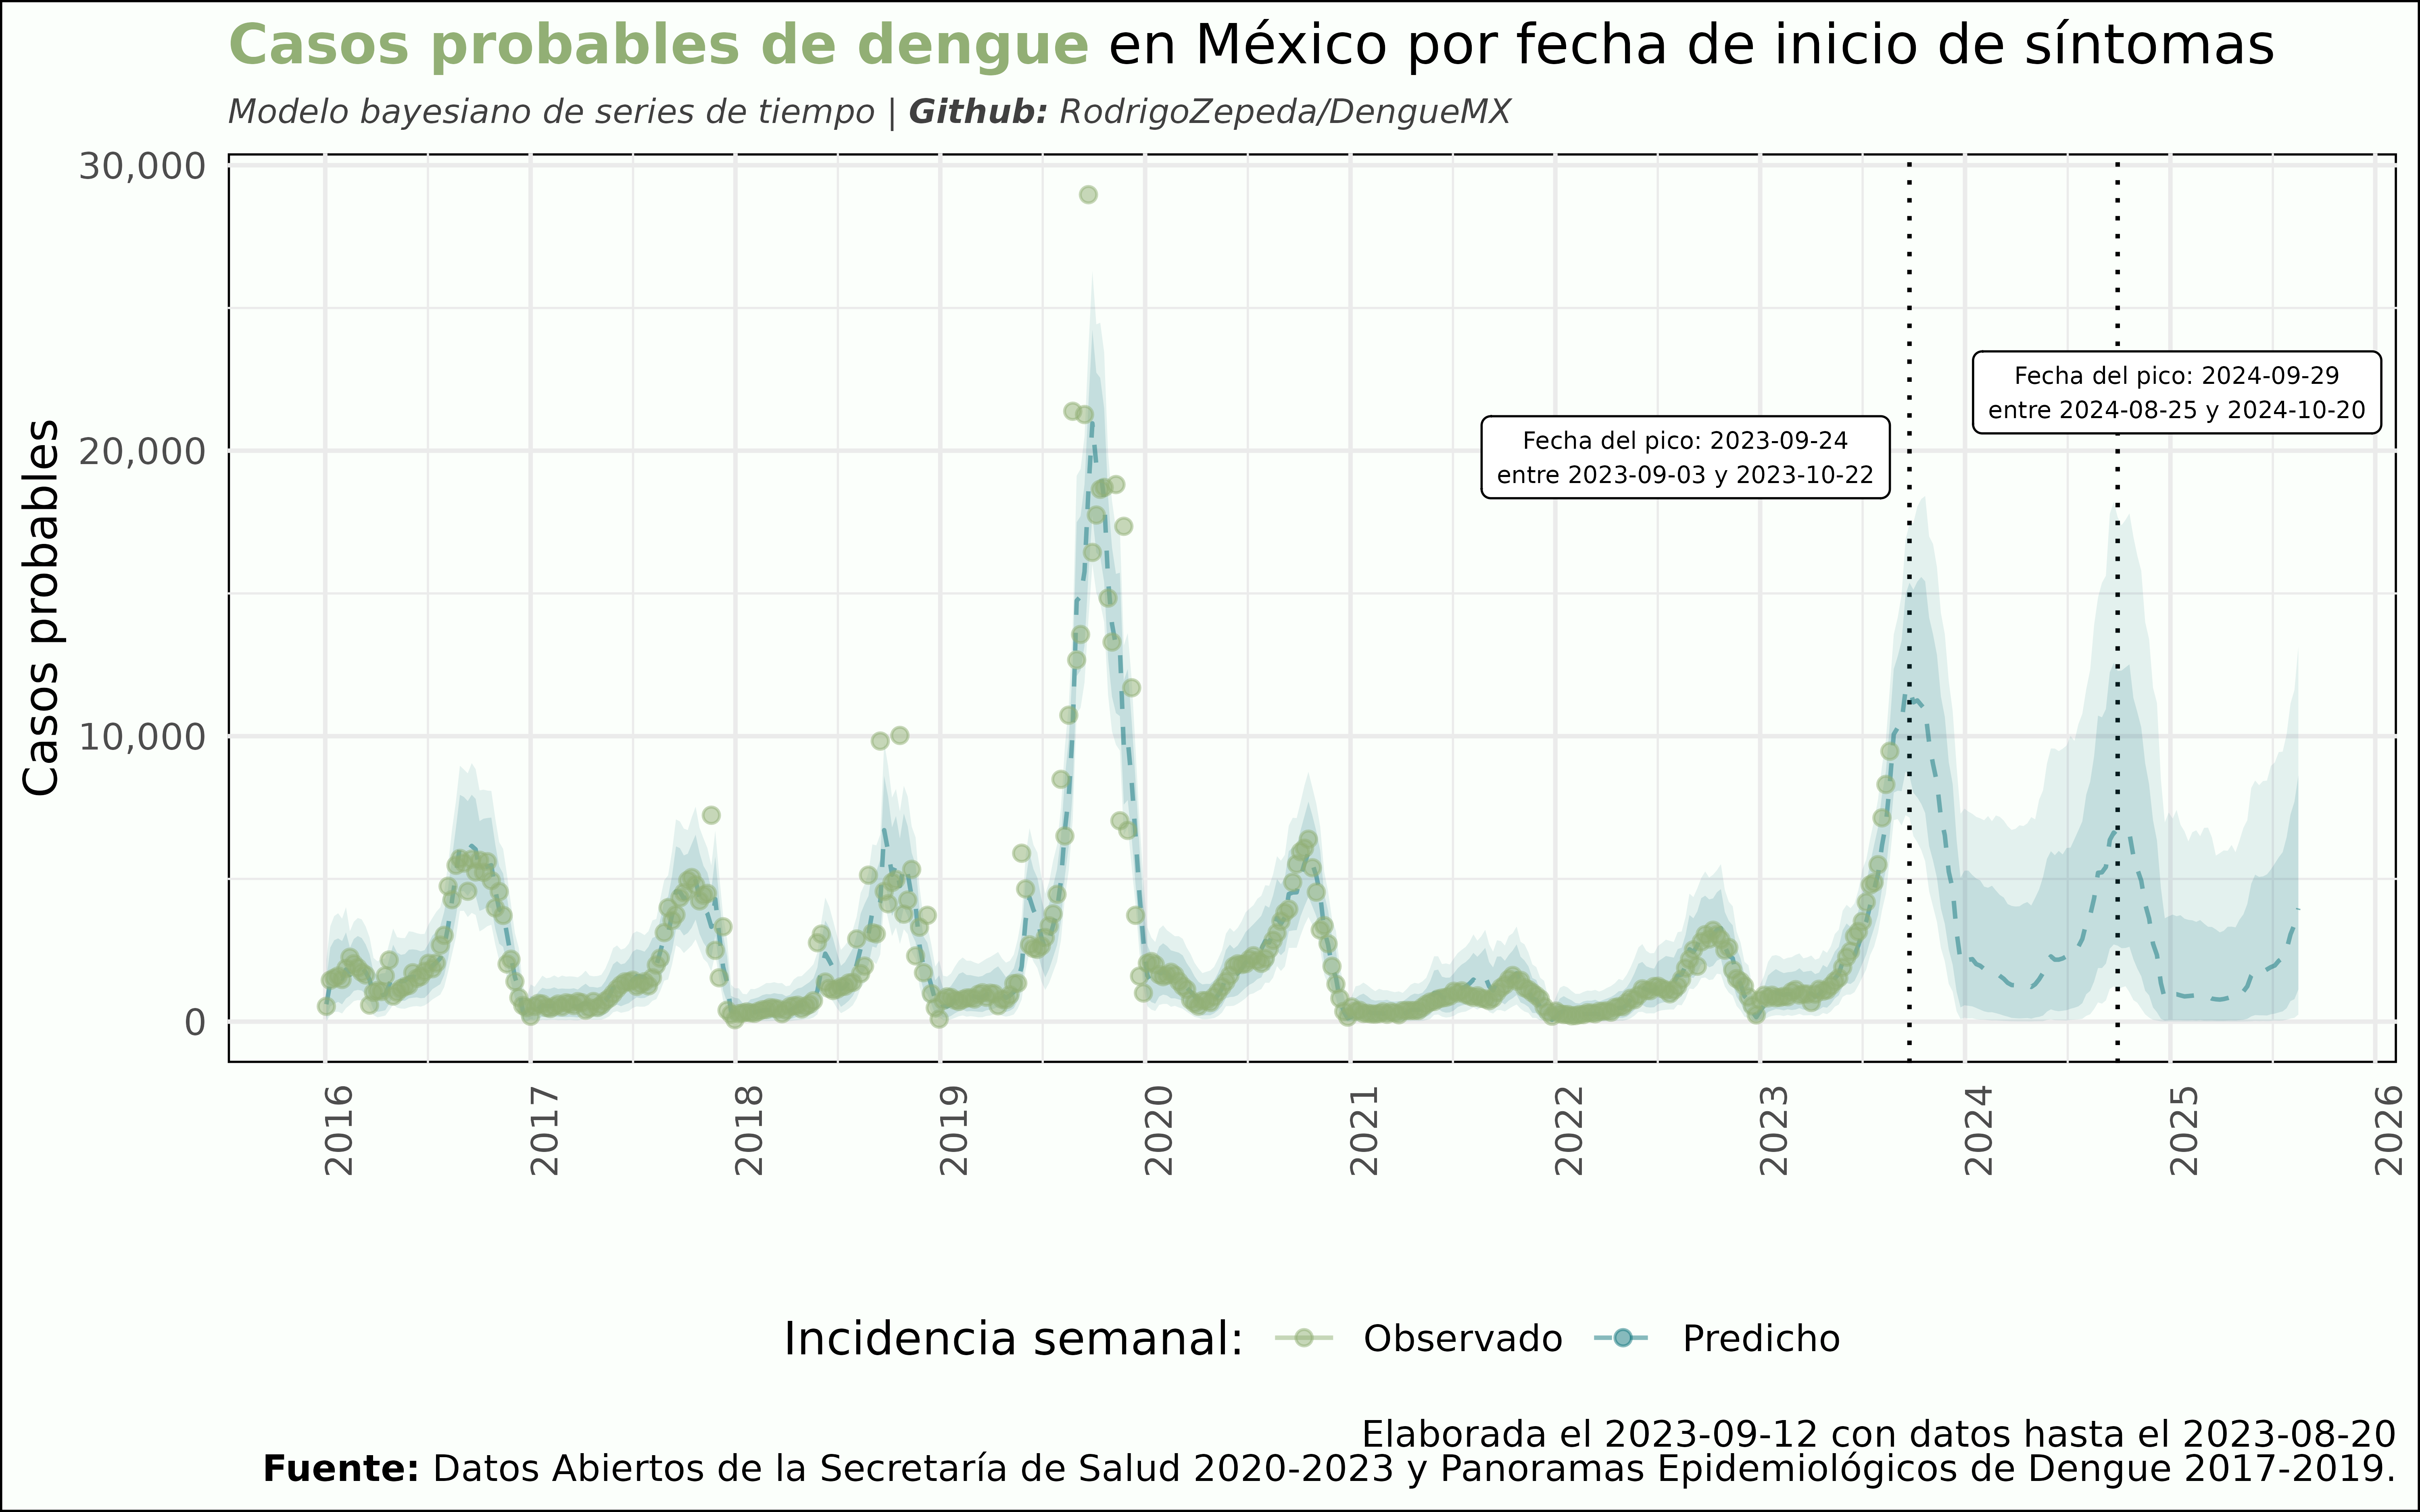 Casos probables de dengue en México por fecha de inicio de síntomas
Modelo bayesiano de series de tiempo | Github: RodrigoZepeda/DengueMX
Casos probables
30,000
20,000
10,000
0
Fecha del pico: 2023-09-24
entre 2023-09-03 y 2023-10-22
Fecha del pico: 2024-09-29
entre 2024-08-25 y 2024-10-20
2016
2017
2018
2019
2020
2021
2022
2023
2024
2025
2026
Incidencia semanal: Observado Predicho
Elaborada el 2023-09-12 con datos hasta el 2023-08-20
Fuente: Datos Abiertos de la Secretaría de Salud 2020-2023 y Panoramas Epidemiológicos de Dengue 2017-2019.